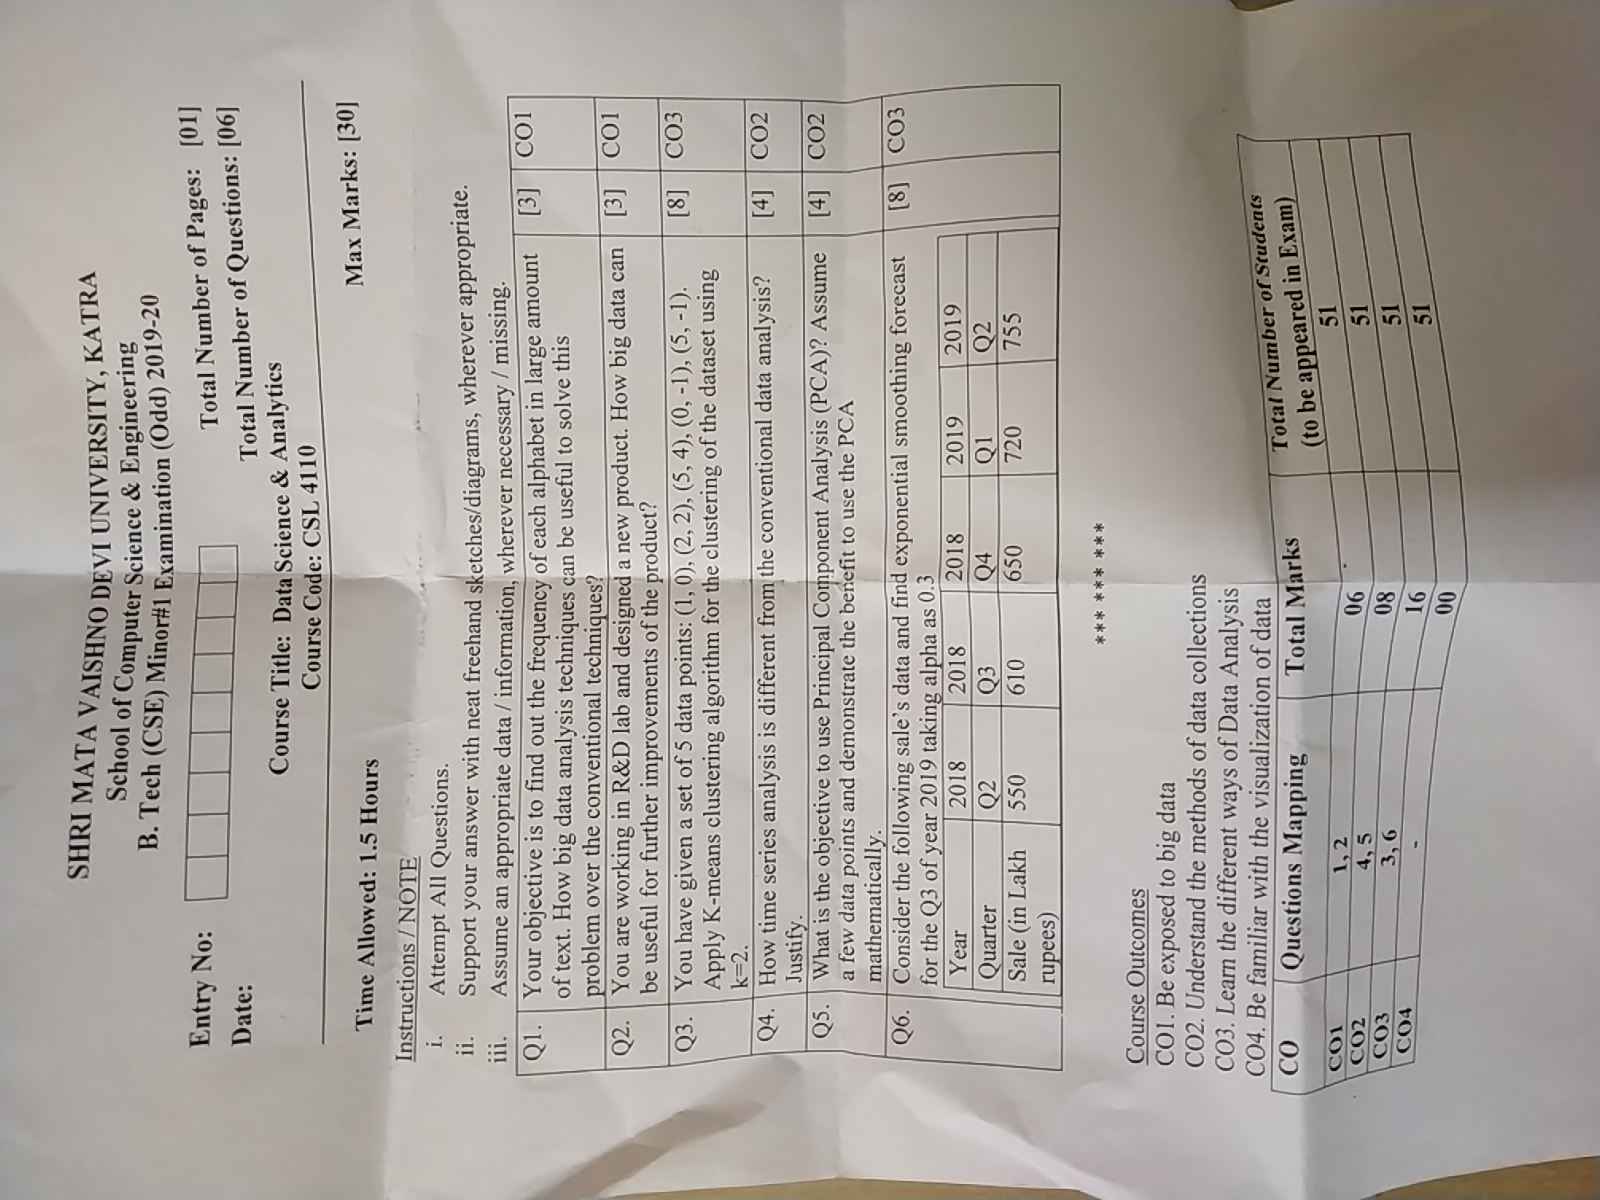 SHRI MATA VAISHNO DEVI UNIVERSITY, KATRA
School of Computer Science & Engineering
B. Tech (CSE) Minor#1 Examination (Odd) 2019-20
Entry No:
Total Number of Pages: [01]
Date:
Total Number of Questions: [06]
Course Title: Data Science & Analytics
Course Code: CSL 4110
Time Allowed: 1.5 Hours
Max Marks: [30]
Instructions / NOTE
i. Attempt All Questions.
ii. Support your answer with neat freehand sketches/diagrams, wherever appropriate.
iii. Assume an appropriate data / information, wherever necessary / missing.
Q1. Your objective is to find out the frequency of each alphabet in large amount [3] CO1
of text. How big data analysis techniques can be useful to solve this
problem over the conventional techniques?
Q2. You are working in R&D lab and designed a new product. How big data can [3] CO1
be useful for further improvements of the product?
Q3. You have given a set of 5 data points: (1, 0), (2, 2), (5, 4), (0, -1), (5, -1). [8] CO3
Apply K-means clustering algorithm for the clustering of the dataset using
k=2.
Q4. How time series analysis is different from the conventional data analysis? [4] CO2
Justify.
Q5. What is the objective to use Principal Component Analysis (PCA)? Assume [4] CO2
a few data points and demonstrate the benefit to use the PCA
mathematically.
Q6. Consider the following sale's data and find exponential smoothing forecast [8] CO3
for the Q3 of year 2019 taking alpha as 0.3
Year 2018 2018 2018 2019 2019
Quarter Q2 Q3 Q4 Q1 Q2
Sale (in Lakh 550 610 650 720 755
rupees)
*** *** ***
Course Outcomes
CO1. Be exposed to big data
CO2. Understand the methods of data collections
CO3. Learn the different ways of Data Analysis
CO4. Be familiar with the visualization of data
CO Questions Mapping Total Marks Total Number of Students
(to be appeared in Exam)
CO1 1, 2 06 51
CO2 4, 5 08 51
CO3 3, 6 16 51
CO4 - 00 51